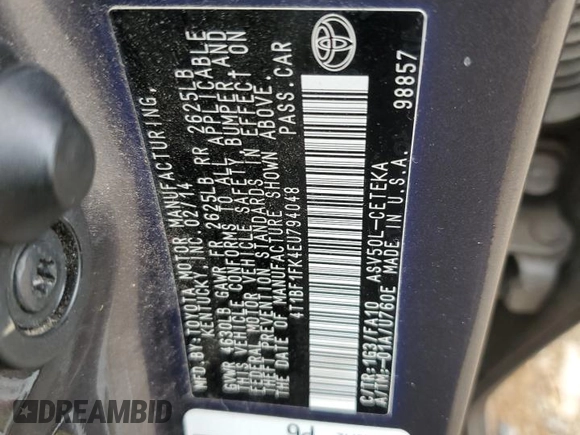 MFD. BY: TOYOTA MOTOR MANUFACTURING,
KENTUCKY, INC. 02/14
GVWR 4630LB GAWR FR 2625LB RR 2625LB
THIS VEHICLE CONFORMS TO ALL APPLICABLE
FEDERAL MOTOR VEHICLE SAFETY, BUMPER, AND
THEFT PREVENTION STANDARDS IN EFFECT ON
THE DATE OF MANUFACTURE SHOWN ABOVE.
4T1BF1FK4EU794048 PASS. CAR
C/TR: 1G3/FA10 ASV50L-CETEKA
A/TM: -01A/U760E MADE IN U.S.A. 98857
DREAMBID